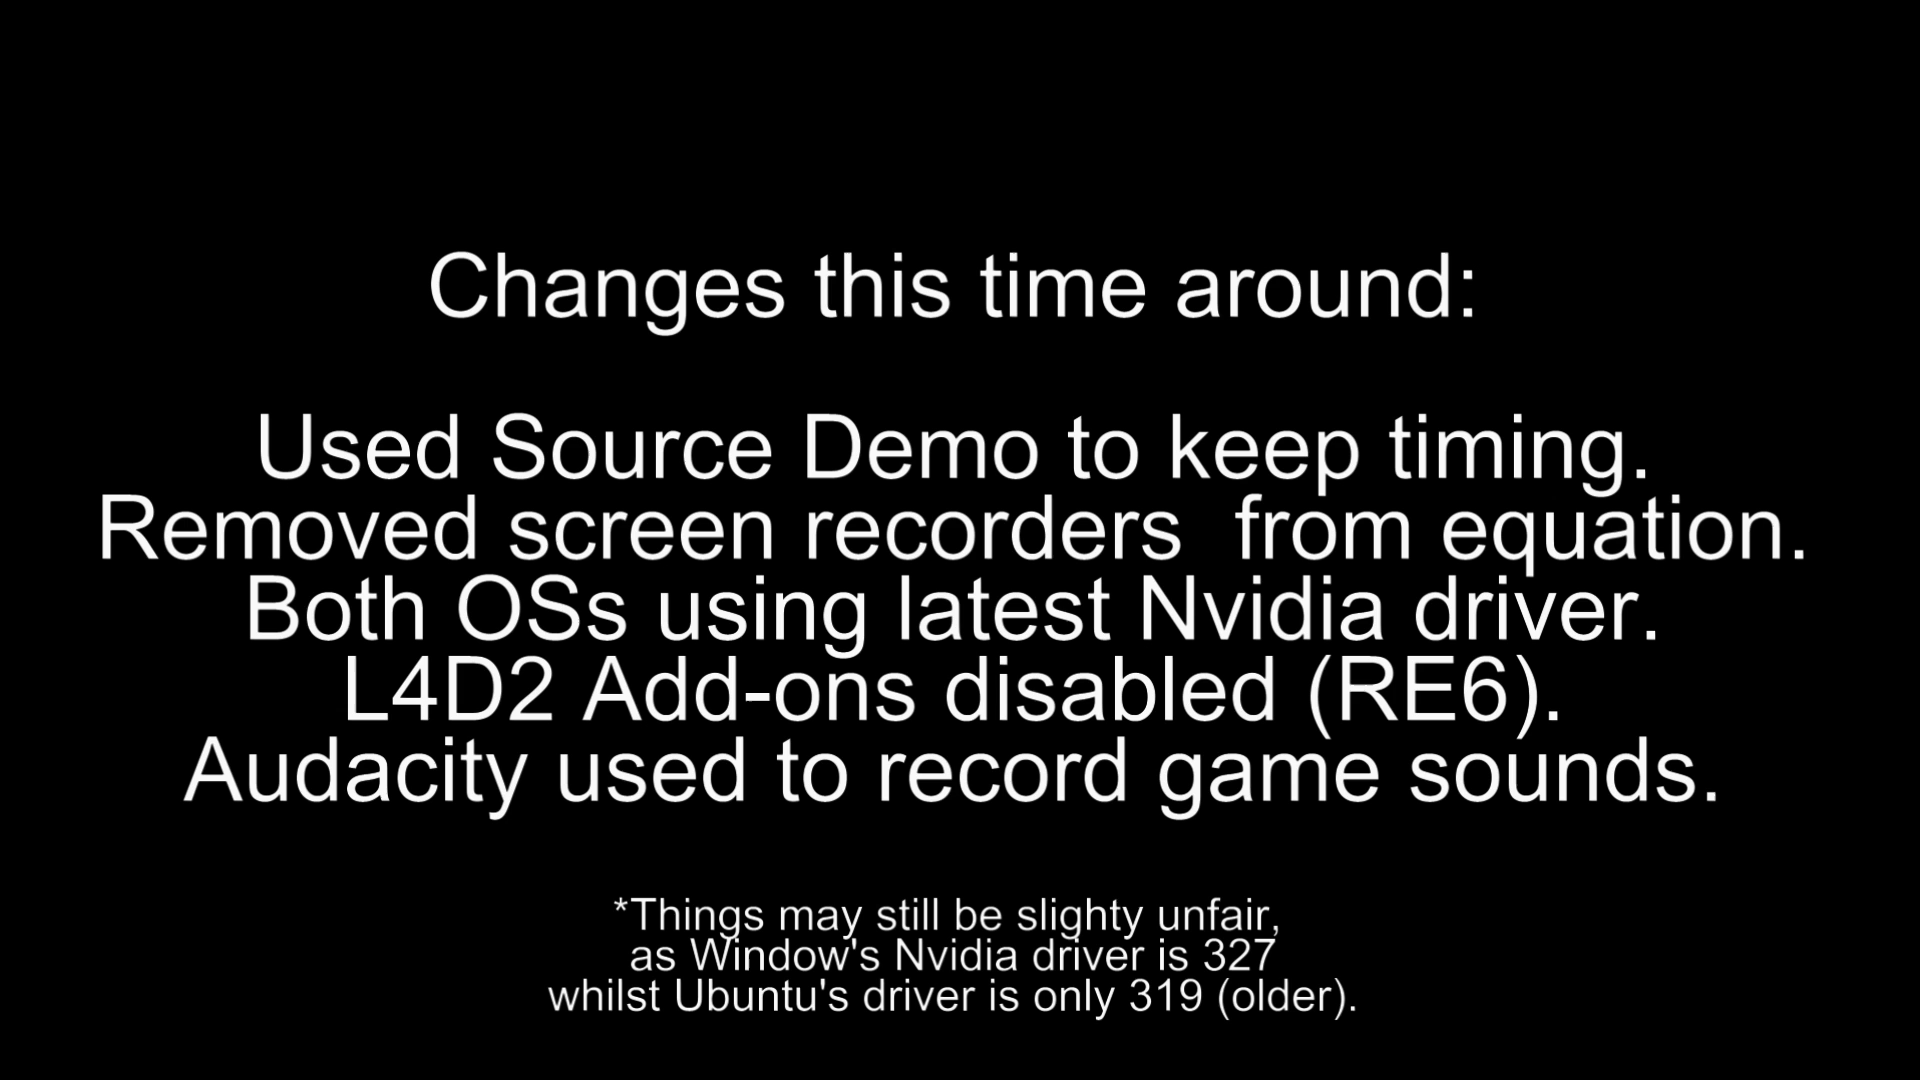 Changes this time around:
Used Source Demo to keep timing.
Removed screen recorders  from equation.
Both OSs using latest Nvidia driver.
L4D2 Add-ons disabled (RE6).
Audacity used to record game sounds.
*Things may still be slighty unfair,
as Window's Nvidia driver is 327
whilst Ubuntu's driver is only 319 (older).